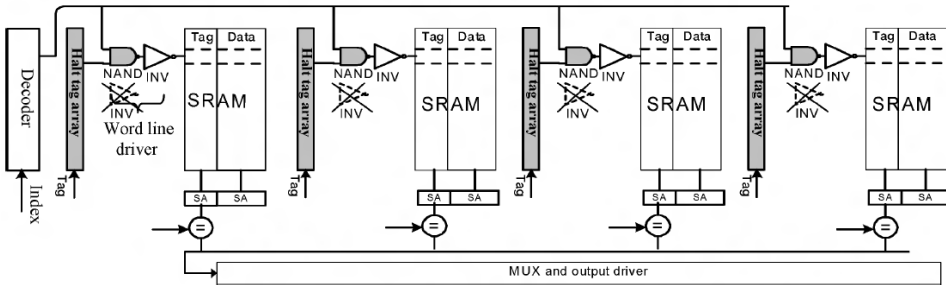 Decoder
Index
Halt tag array
Tag
NAND
INV
INV
Word line
driver
Tag Data
SRAM
SA SA
=
Halt tag array
Tag
NAND
INV
INV
Tag Data
SRAM
SA SA
=
Halt tag array
Tag
NAND
INV
INV
Tag Data
SRAM
SA SA
=
Halt tag array
Tag
NAND
INV
INV
Tag Data
SRAM
SA SA
=
MUX and output driver